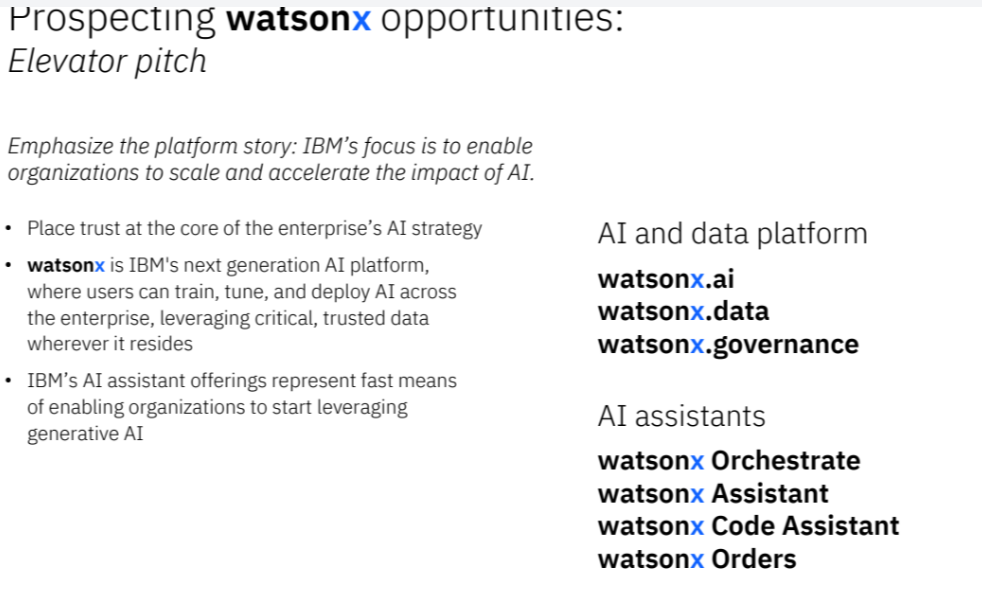 Prospecting watsonx opportunities:
Elevator pitch
Emphasize the platform story: IBM’s focus is to enable
organizations to scale and accelerate the impact of AI.
• Place trust at the core of the enterprise’s AI strategy
• watsonx is IBM's next generation AI platform,
where users can train, tune, and deploy AI across
the enterprise, leveraging critical, trusted data
wherever it resides
• IBM’s AI assistant offerings represent fast means
of enabling organizations to start leveraging
generative AI
AI and data platform
watsonx.ai
watsonx.data
watsonx.governance
AI assistants
watsonx Orchestrate
watsonx Assistant
watsonx Code Assistant
watsonx Orders